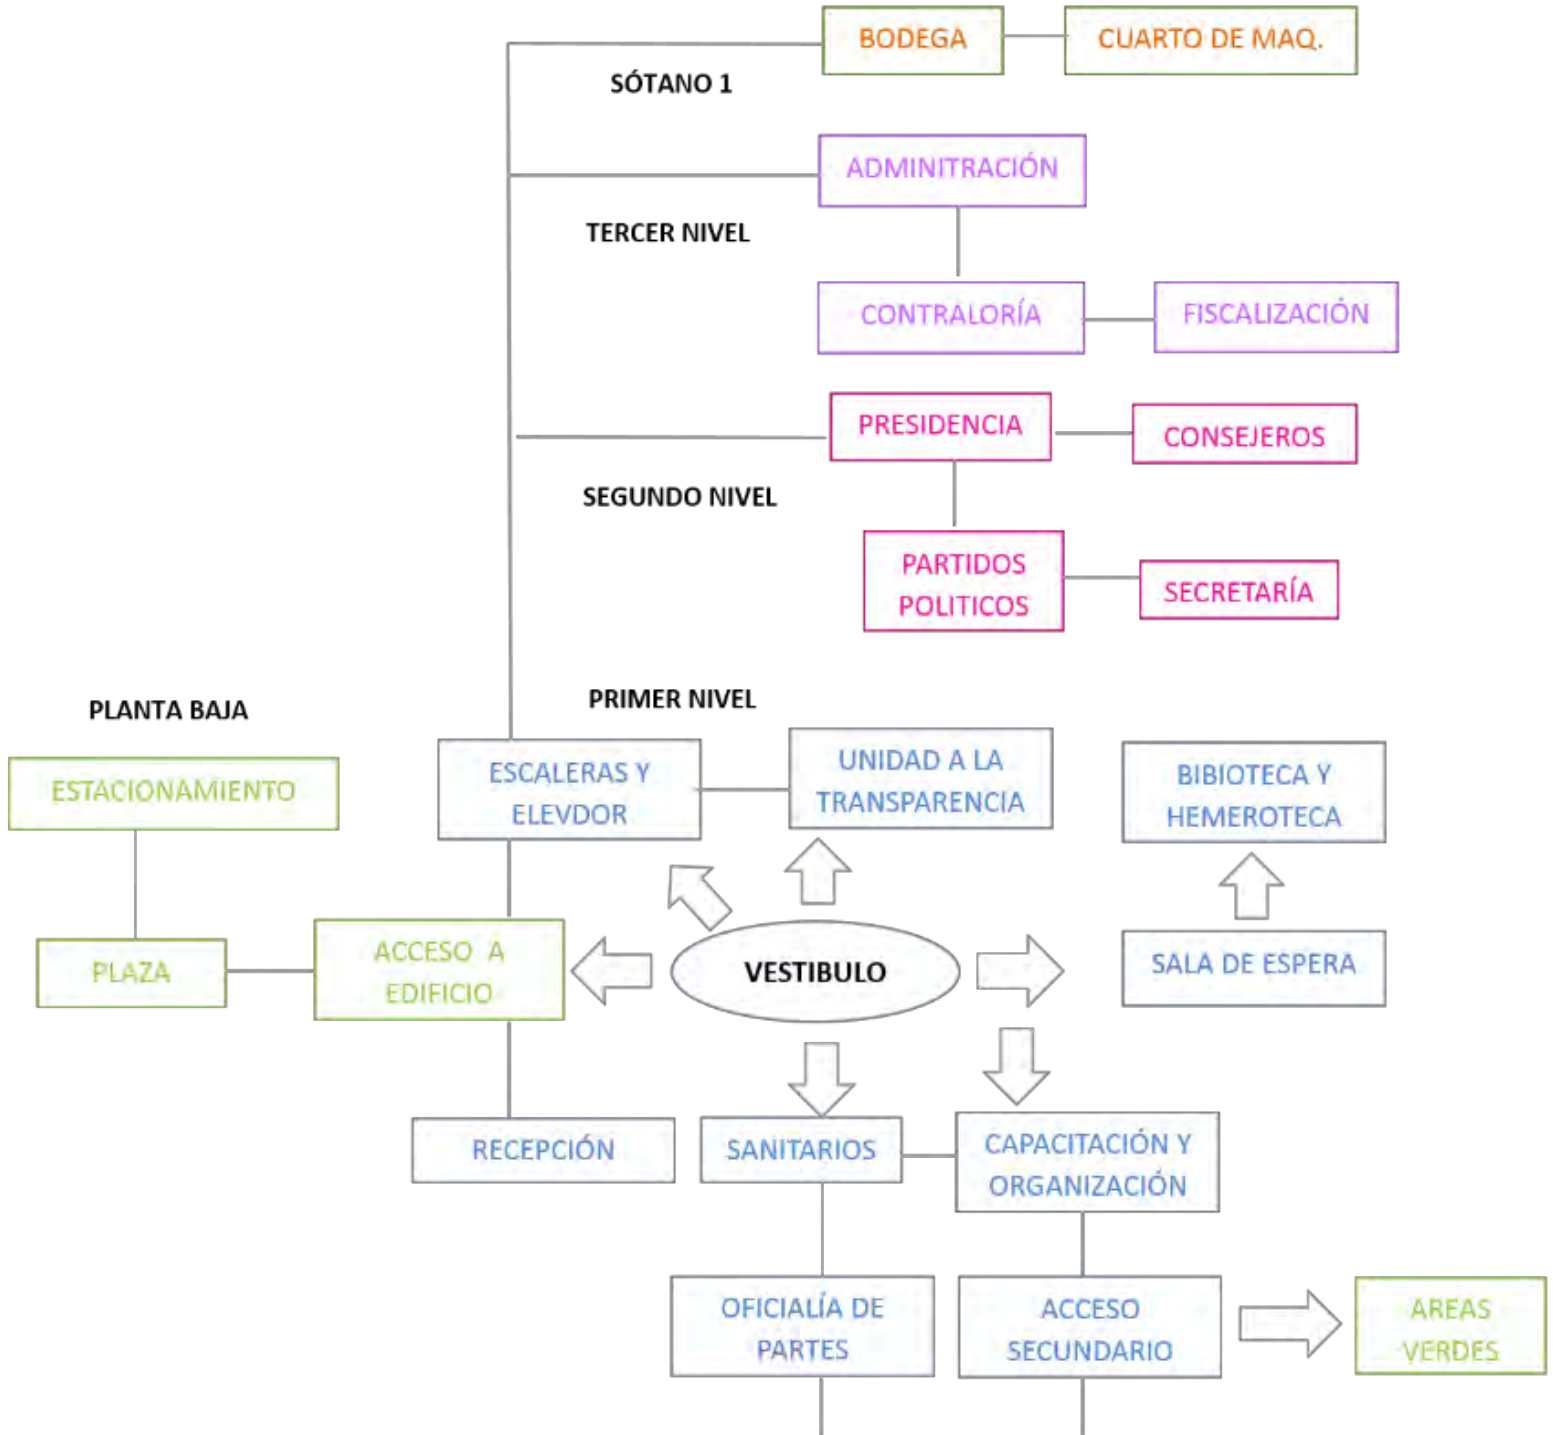 BODEGA
CUARTO DE MAQ.
SÓTANO 1
ADMINITRACIÓN
TERCER NIVEL
CONTRALORÍA
FISCALIZACIÓN
PRESIDENCIA
CONSEJEROS
SEGUNDO NIVEL
PARTIDOS
POLITICOS
SECRETARÍA
PLANTA BAJA
PRIMER NIVEL
ESTACIONAMIENTO
ESCALERAS Y
ELEVDOR
UNIDAD A LA
TRANSPARENCIA
BIBIOTECA Y
HEMEROTECA
PLAZA
ACCESO A
EDIFICIO
VESTIBULO
SALA DE ESPERA
RECEPCIÓN
SANITARIOS
CAPACITACIÓN Y
ORGANIZACIÓN
OFICIALÍA DE
PARTES
ACCESO
SECUNDARIO
AREAS
VERDES